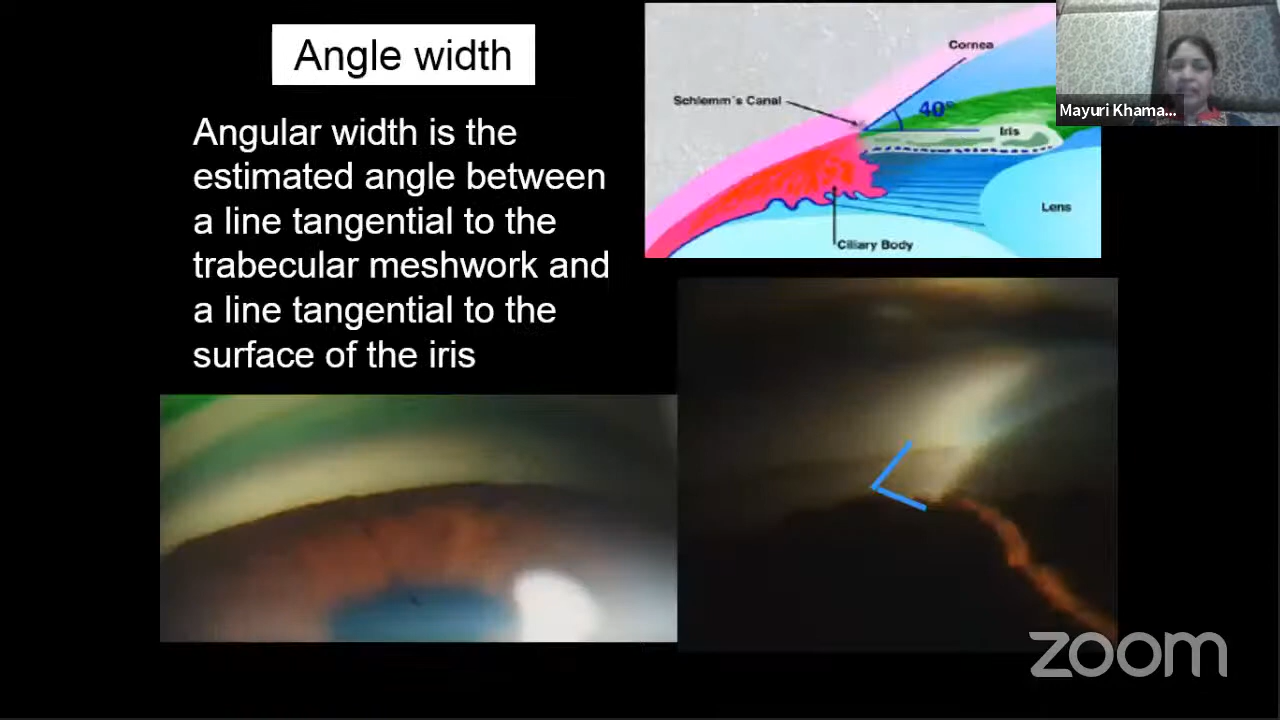 Angle width
Angular width is the
estimated angle between
a line tangential to the
trabecular meshwork and
a line tangential to the
surface of the iris
Cornea
Schlemm's Canal
40°
Iris
Lens
Ciliary Body
Mayuri Khama...
zoom